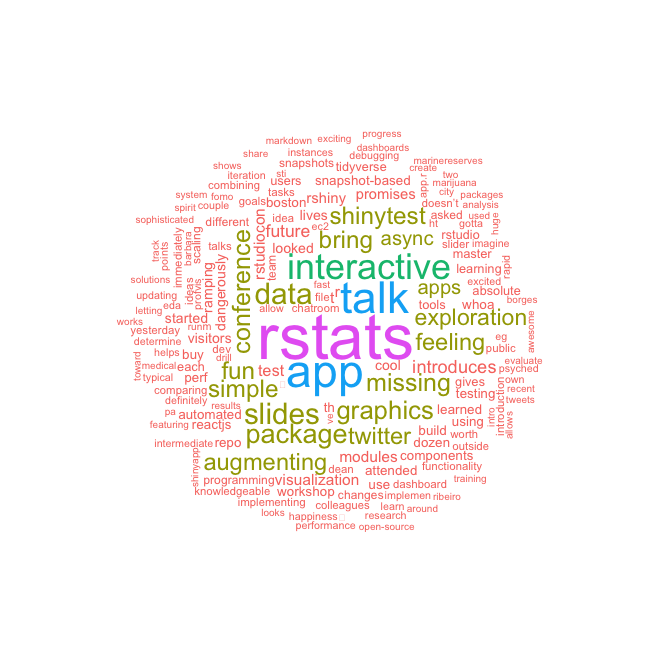 progress
markdown exciting
share instances dashboards
debugging
shows snapshots tidyverse marinereserves
iteration sti create two
combining users snapshot-based app.r marijuana
tasks city packages
system fomo goals boston rshiny promises doesn´t analysis
spirit couple idea lives shinytest asked used huge
sophisticated different future ec2 bring async ht gotta
rstudiocon looked rstudio
talks team slider imagine
track points immediately barbara scaling conference interactive master rapid
learning
solutions ideas profvis ramping dangerously data fast r talk apps excited absolute
updating eda filet tools whoa borges
letting started allow chatroom exploration
works runm rstats awesome
yesterday visitors
determine feeling eg public
helps dev
toward medical buy drill app cool introduces evaluate
each fun test psyched
typical perf simple missing gives own
comparing testing recent
definitely results slides th graphics learned introduction tweets
pa automated ve using intro allows
featuring reactjs package twitter build worth
intermediate repo dozen outside
shinyapp augmenting modules components
dean attended functionality
programming visualization use dashboard training
knowledgeable workshop changes implemen ribeiro
implementing colleagues learn around
looks happiness research
performance open-source